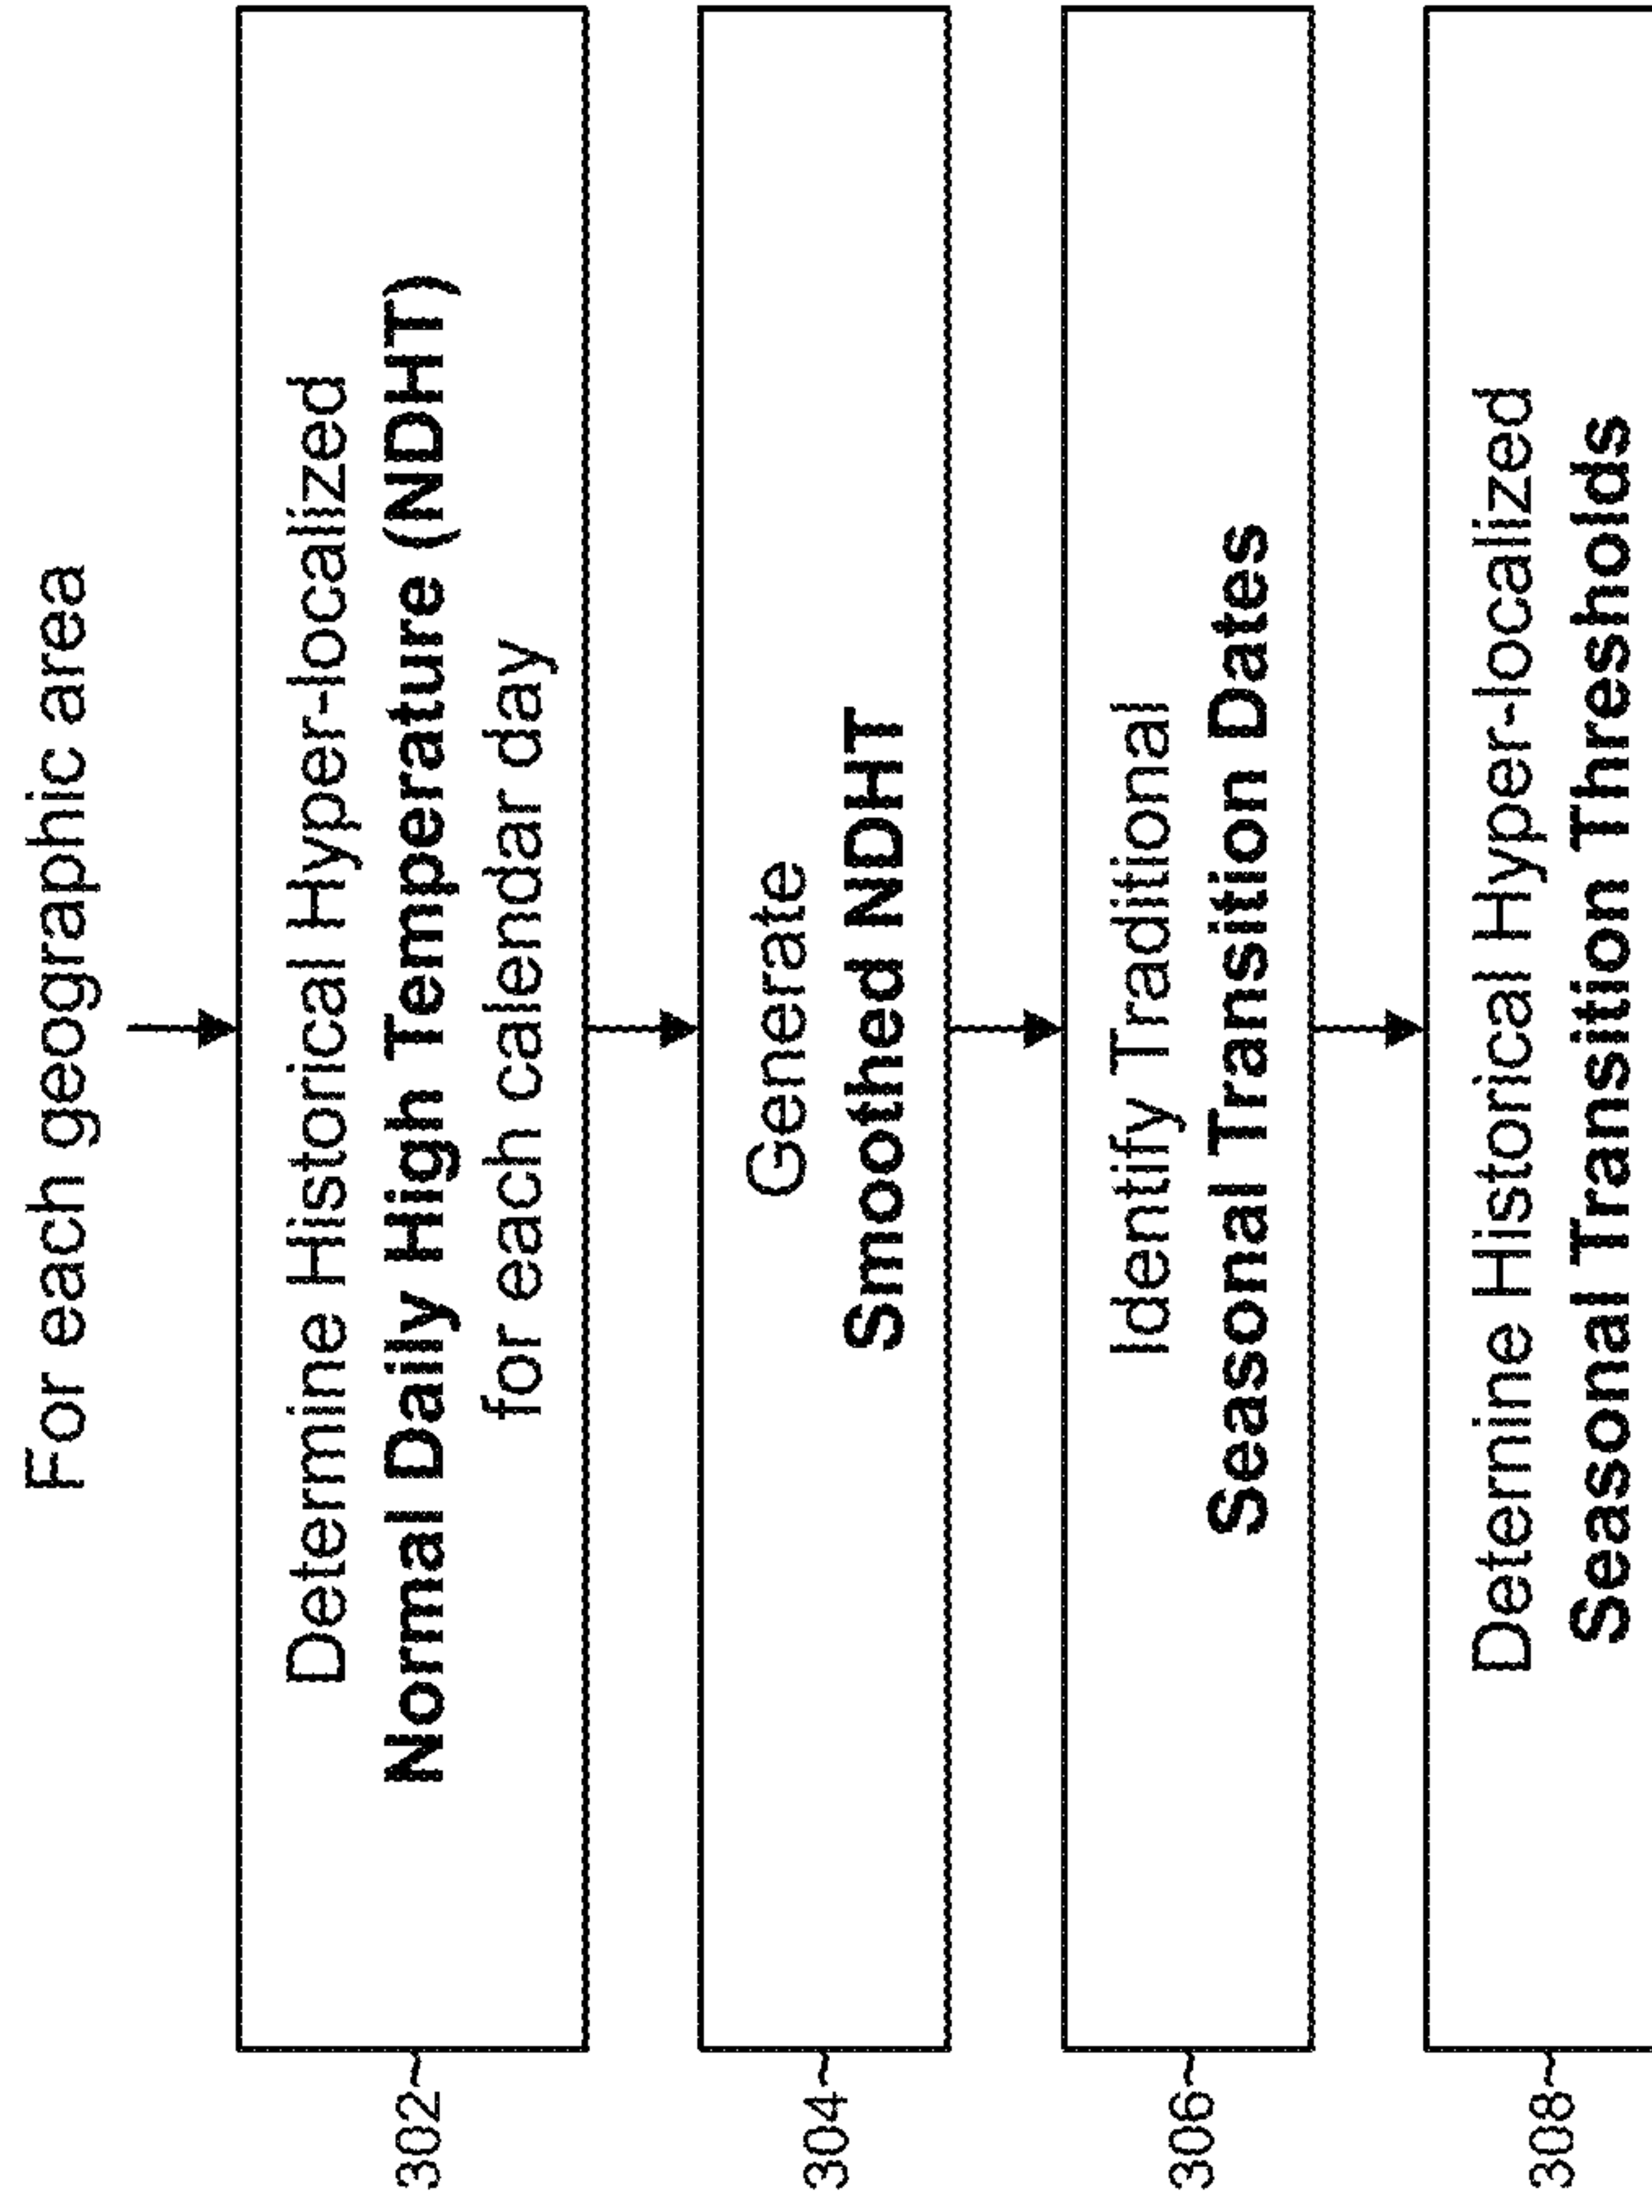 For each geographic area
302~
Determine Historical Hyper-localized
Normal Daily High Temperature (NDHT)
for each calendar day
304~
Generate
Smoothed NDHT
306~
Identify Traditional
Seasonal Transition Dates
308~
Determine Historical Hyper-localized
Seasonal Transition Thresholds